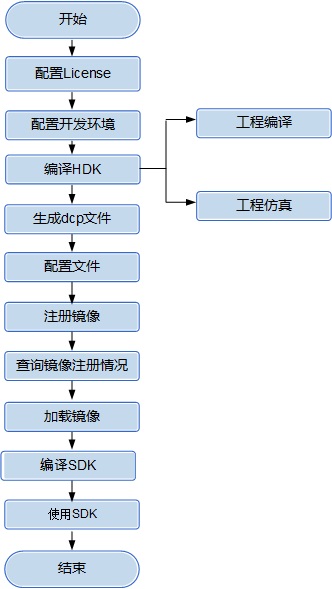 开始
配置License
配置开发环境
编译HDK
工程编译
工程仿真
生成dcp文件
配置文件
注册镜像
查询镜像注册情况
加载镜像
编译SDK
使用SDK
结束